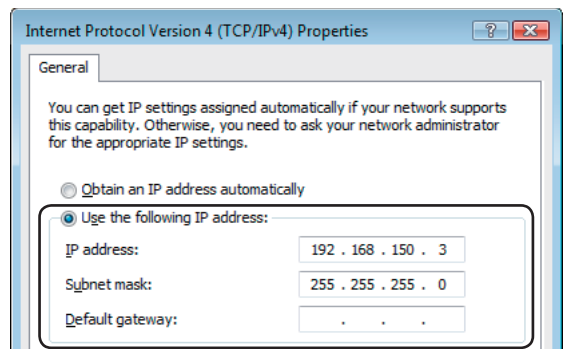 Internet Protocol Version 4 (TCP/IPv4) Properties
General
You can get IP settings assigned automatically if your network supports
this capability. Otherwise, you need to ask your network administrator
for the appropriate IP settings.
Obtain an IP address automatically
Use the following IP address:
IP address: 192 . 168 . 150 . 3
Subnet mask: 255 . 255 . 255 . 0
Default gateway: . . .